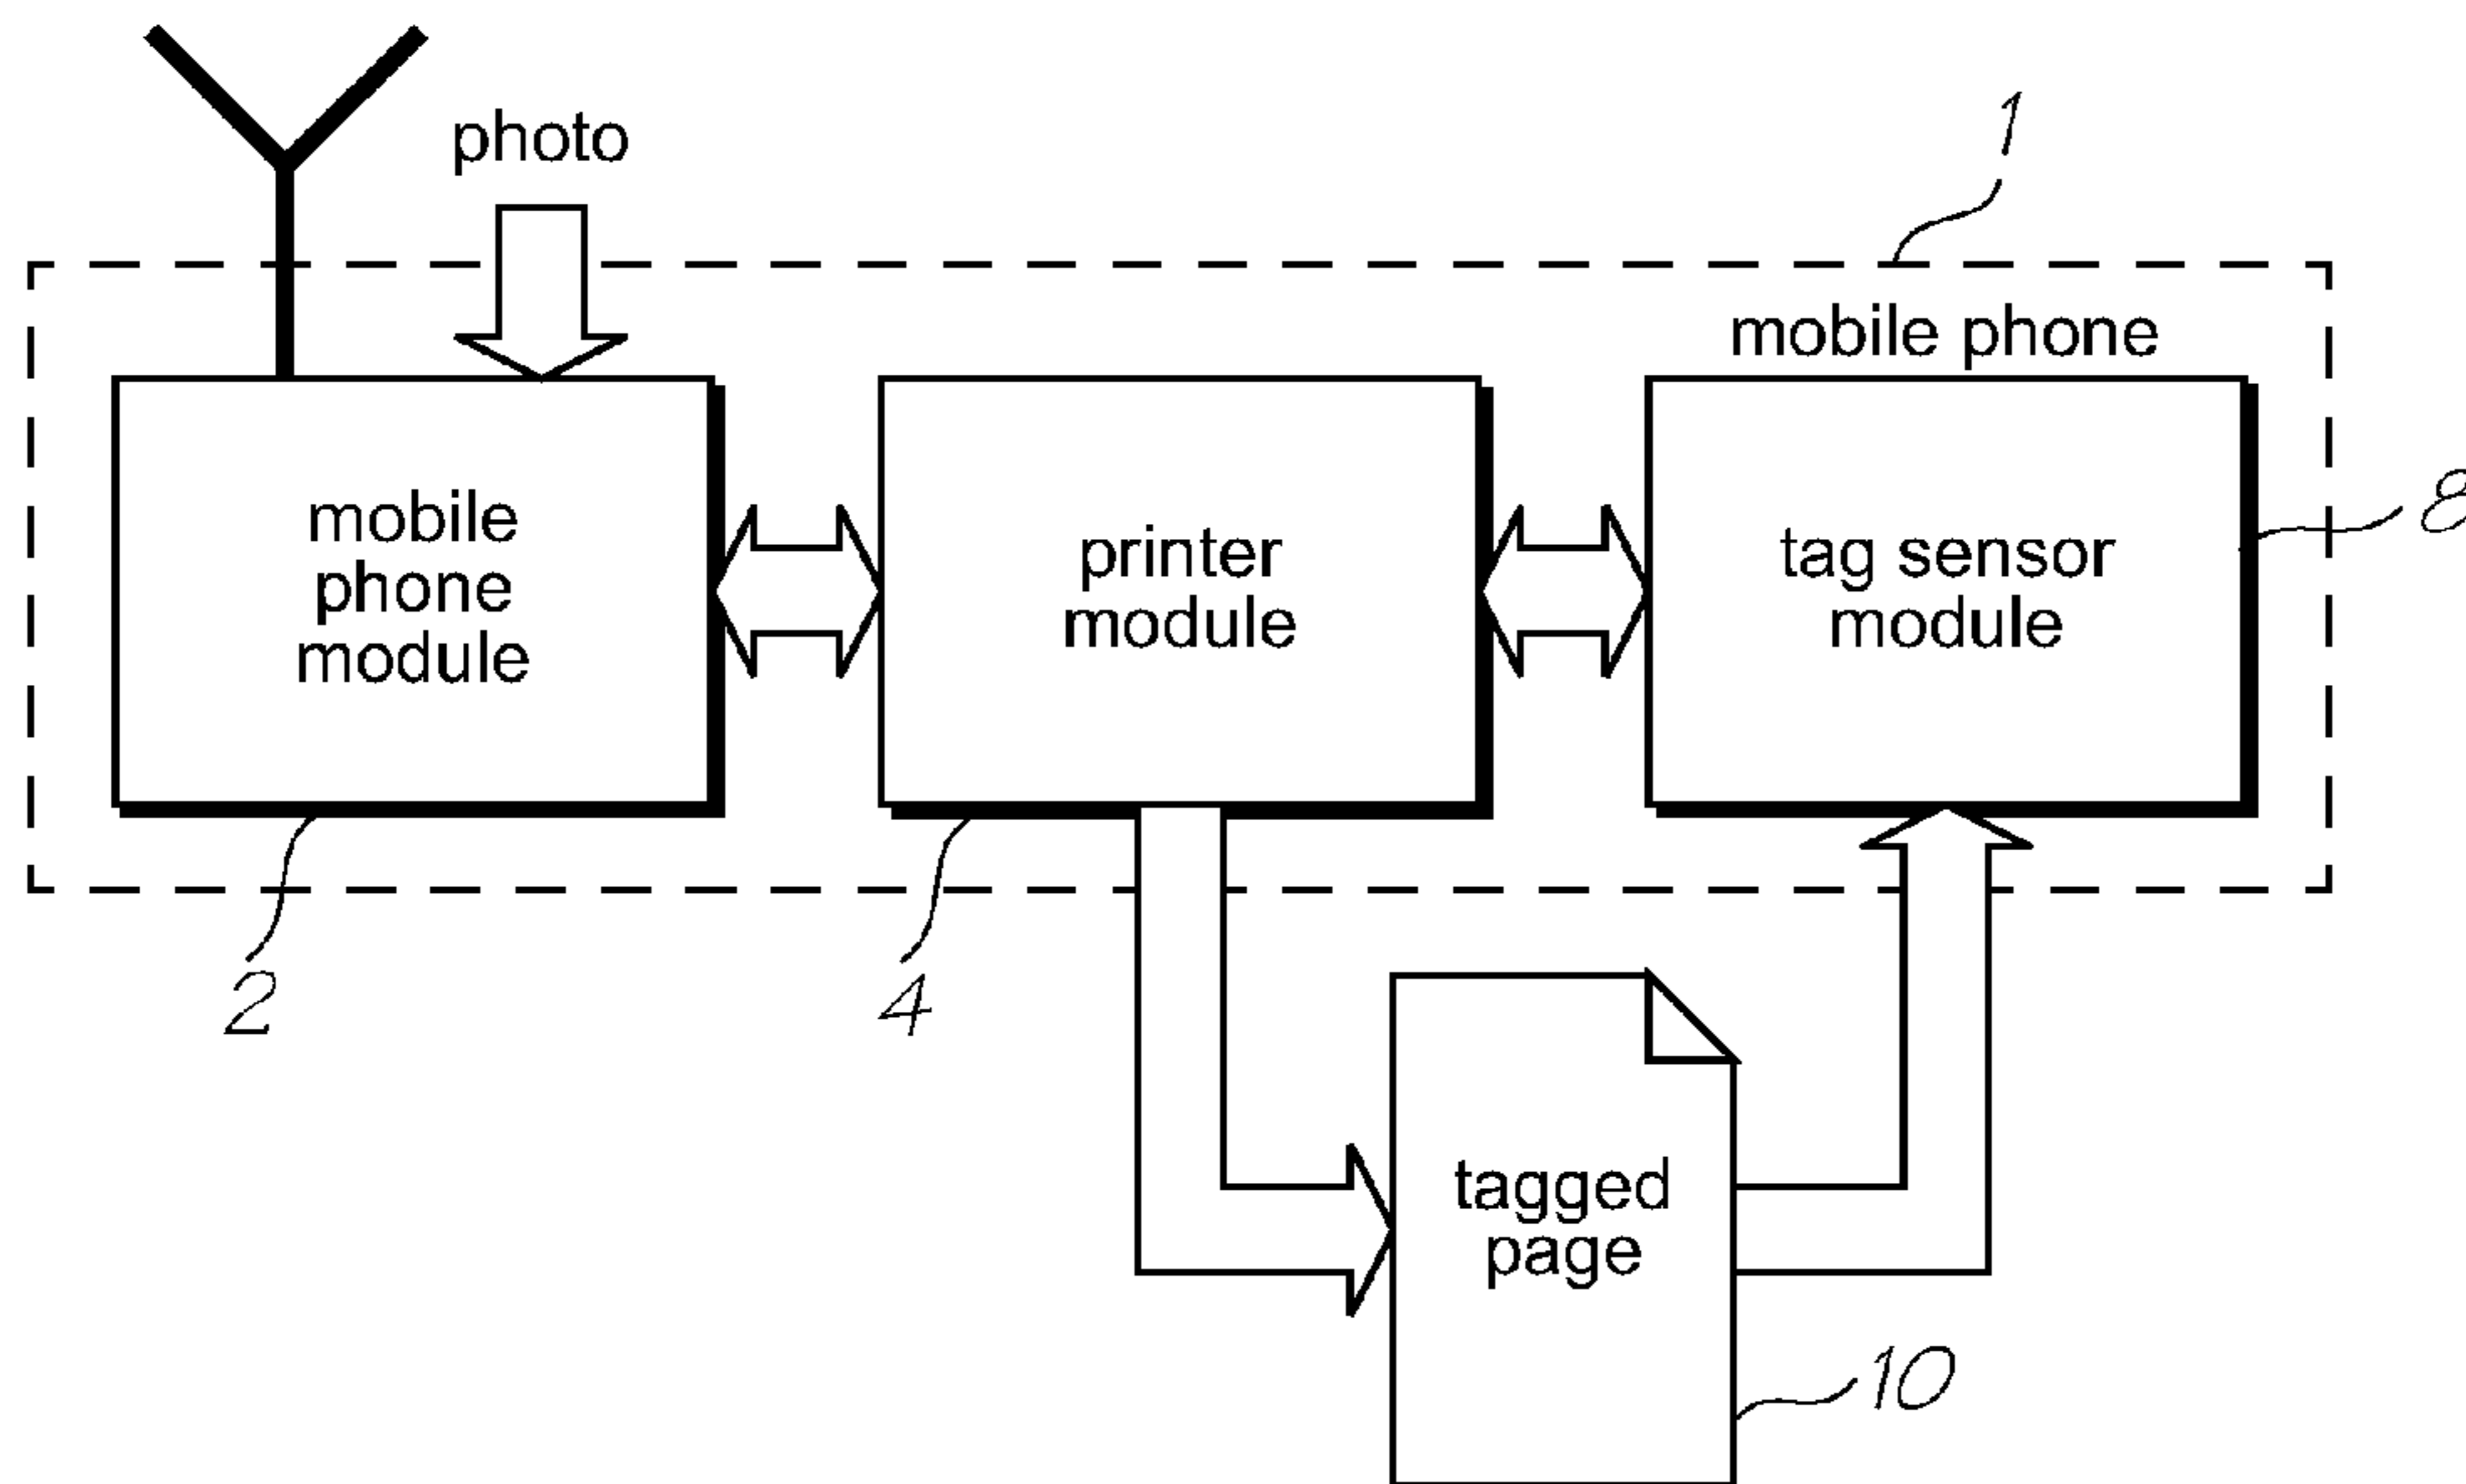 photo
1
mobile phone
mobile
phone
module
printer
module
tag sensor
module
8
2
4
tagged
page
10